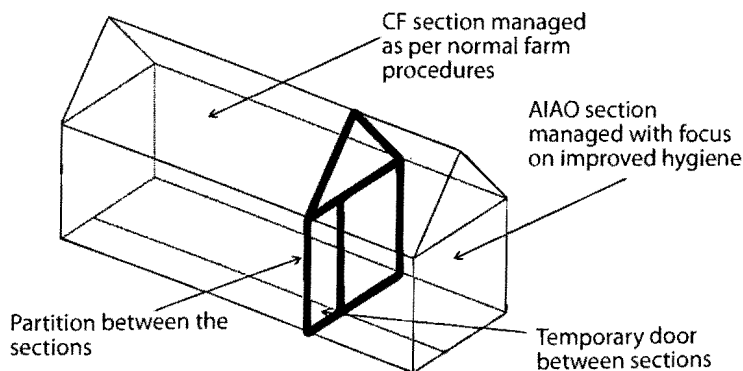 CF section managed
as per normal farm
procedures
AIAO section
managed with focus
on improved hygiene
Partition between the
sections
Temporary door
between sections